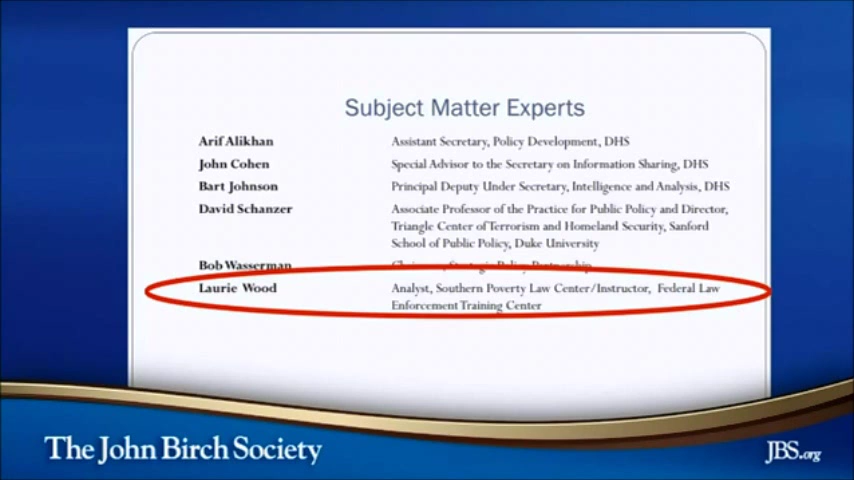 Subject Matter Experts
Arif Alikhan Assistant Secretary, Policy Development, DHS
John Cohen Special Advisor to the Secretary on Information Sharing, DHS
Bart Johnson Principal Deputy Under Secretary, Intelligence and Analysis, DHS
David Schanzer Associate Professor of the Practice for Public Policy and Director,
Triangle Center of Terrorism and Homeland Security, Sanford
School of Public Policy, Duke University
Bob Wasserman Chairman, Strategic Policy Partnership
Laurie Wood Analyst, Southern Poverty Law Center/Instructor, Federal Law
Enforcement Training Center
The John Birch Society
JBS.org